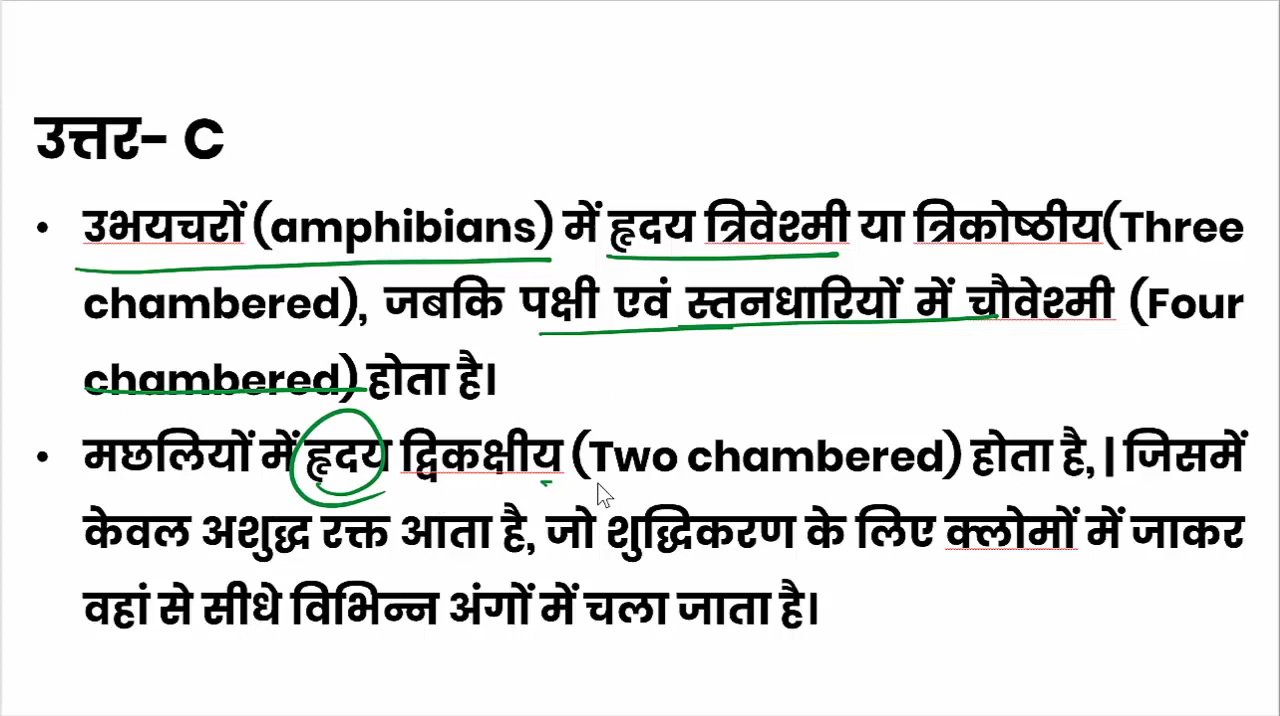 उत्तर– C
• उभयचरों (amphibians) में हृदय त्रिवेश्मी या त्रिकोष्ठीय(Three
chambered), जबकि पक्षी एवं स्तनधारियों में चौवेश्मी (Four
chambered) होता है।
• मछलियों में हृदय द्विकक्षीय (Two chambered) होता है, | जिसमें
केवल अशुद्ध रक्त आता है, जो शुद्धिकरण के लिए क्लोमों में जाकर
वहां से सीधे विभिन्न अंगों में चला जाता है।